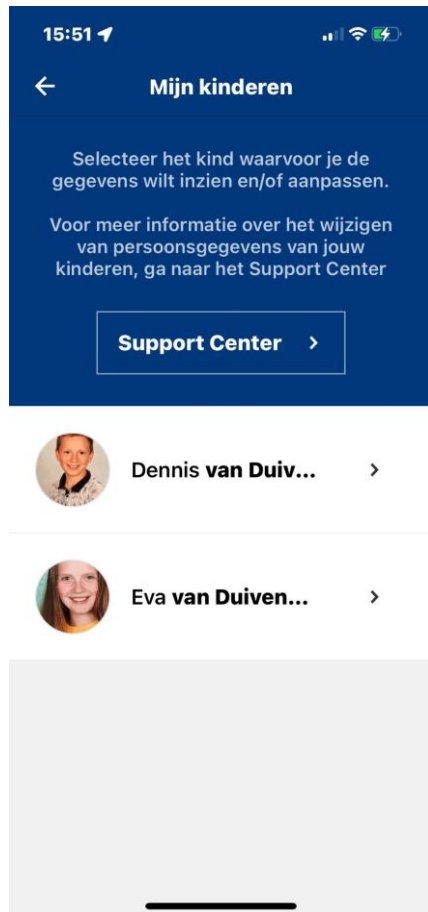 15:51
Mijn kinderen
Selecteer het kind waarvoor je de
gegevens wilt inzien en/of aanpassen.
Voor meer informatie over het wijzigen
van persoonsgegevens van jouw
kinderen, ga naar het Support Center
Support Center
Dennis van Duiv...
Eva van Duiven...